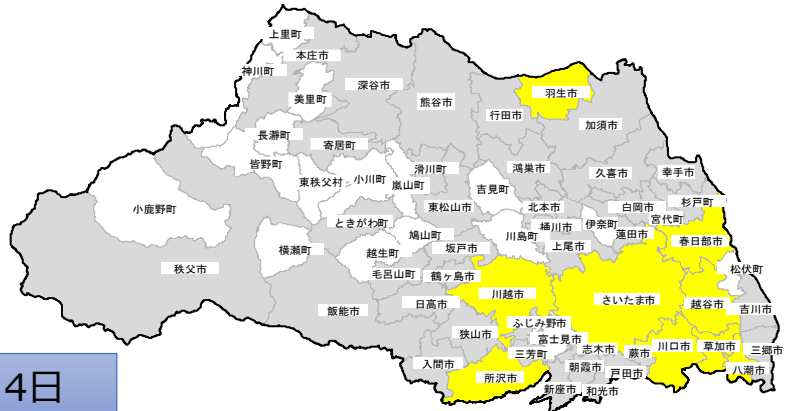 上里町
本庄市
神川町
深谷市
美里町
熊谷市
羽生市
行田市
加須市
長瀞町
寄居町
皆野町
東秩父村
小川町
嵐山町
滑川町
吉見町
鴻巣市
久喜市
幸手市
小鹿野町
ときがわ町
東松山市
北本市
桶川市
伊奈町
白岡市
杉戸町
宮代町
蓮田市
横瀬町
越生町
鳩山町
坂戸市
川島町
上尾市
春日部市
秩父市
毛呂山町
鶴ヶ島市
松伏町
飯能市
日高市
川越市
さいたま市
越谷市
吉川市
狭山市
ふじみ野市
富士見市
三芳町
志木市
蕨市
川口市
草加市
三郷市
入間市
所沢市
朝霞市
戸田市
八潮市
新座市
和光市
4日